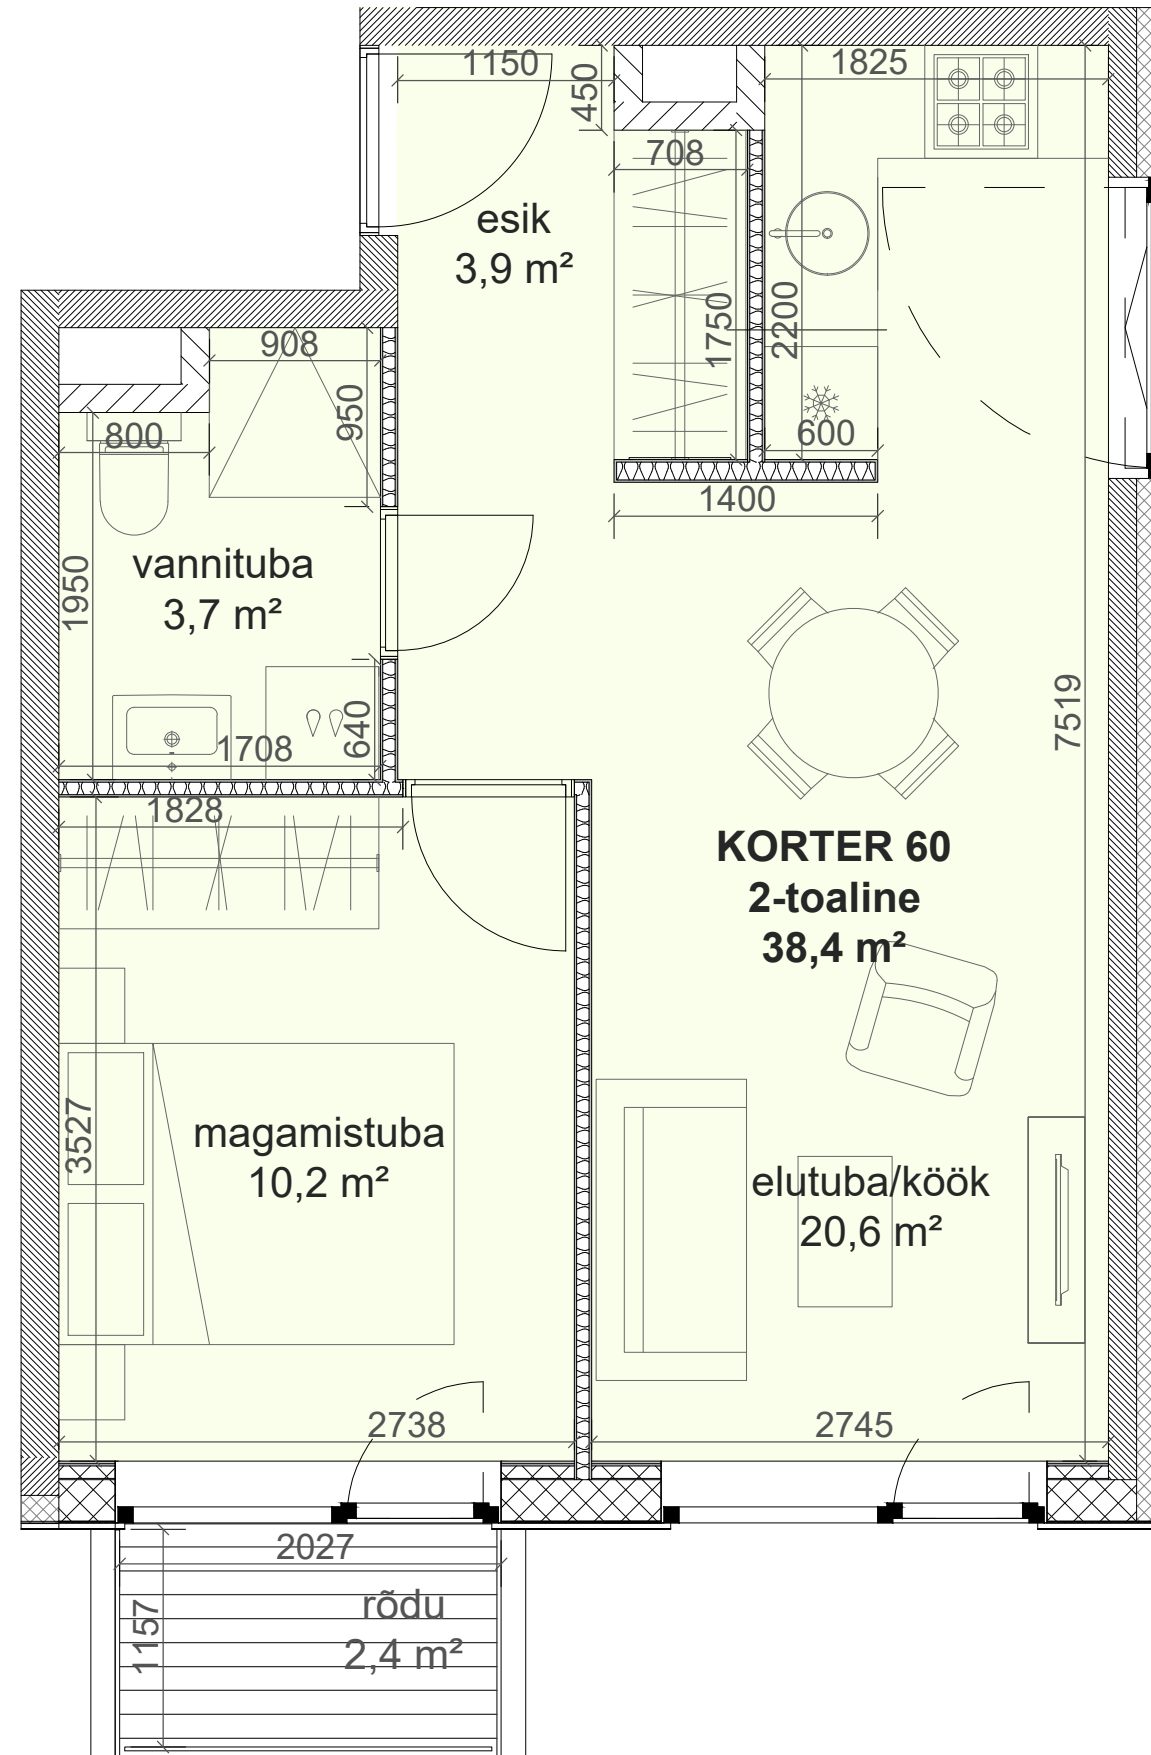 1150
450
1825
708
esik
3,9 m²
1750
2200
908
950
800
600
1400
vannituba
3,7 m²
1950
640
1708
7519
1828
KORTER 60
2-toaline
38,4 m²
magamistuba
10,2 m²
3527
elutuba/köök
20,6 m²
2738
2745
2027
rõdu
2,4 m²
1157